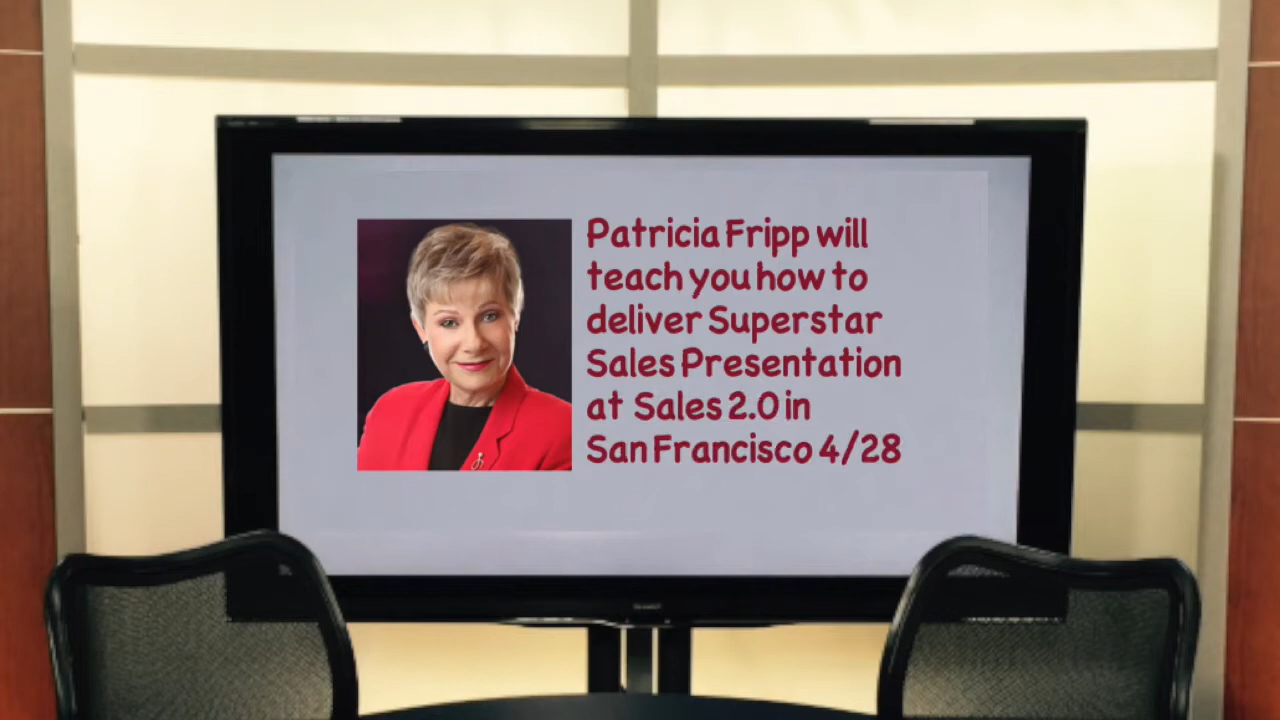 Patricia Fripp will
teach you how to
deliver Superstar
Sales Presentation
at Sales 2.0 in
San Francisco 4/28